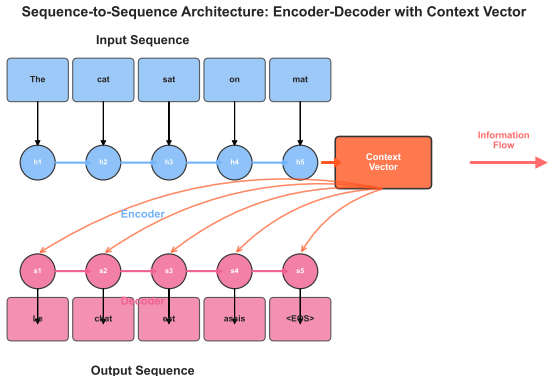 Sequence-to-Sequence Architecture: Encoder-Decoder with Context Vector
Input Sequence
The cat sat on mat
h1 h2 h3 h4 h5
Context
Vector
Information
Flow
Encoder
s1 s2 s3 s4 s5
Decoder
Le chat est assis <EOS>
Output Sequence